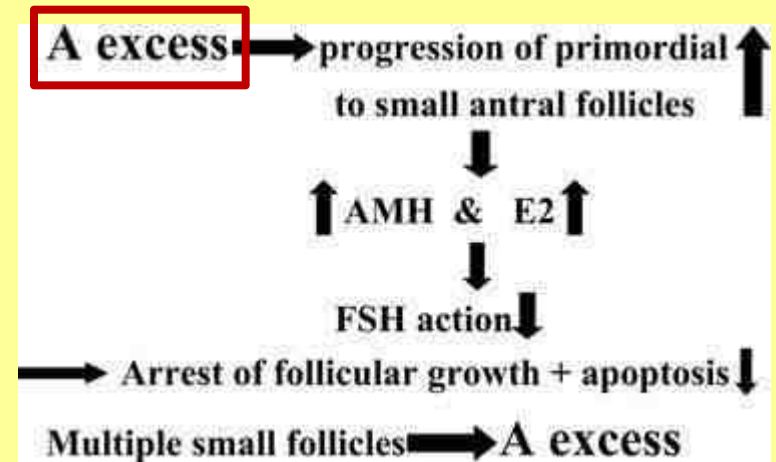 A excess progression of primordial
to small antral follicles
AMH & E2
FSH action
Arrest of follicular growth + apoptosis
Multiple small follicles A excess